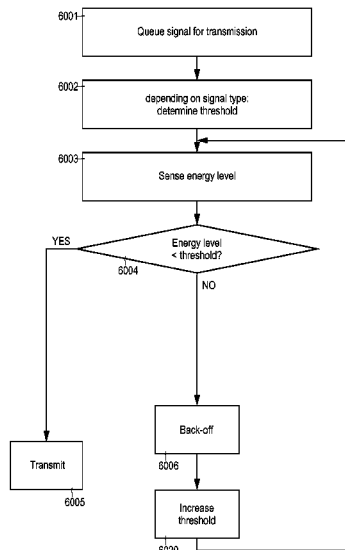 6001
Queue signal for transmission
6002
depending on signal type:
determine threshold
6003
Sense energy level
YES
Energy level
< threshold?
6004
NO
Back-off
6006
Transmit
6005
Increase
threshold